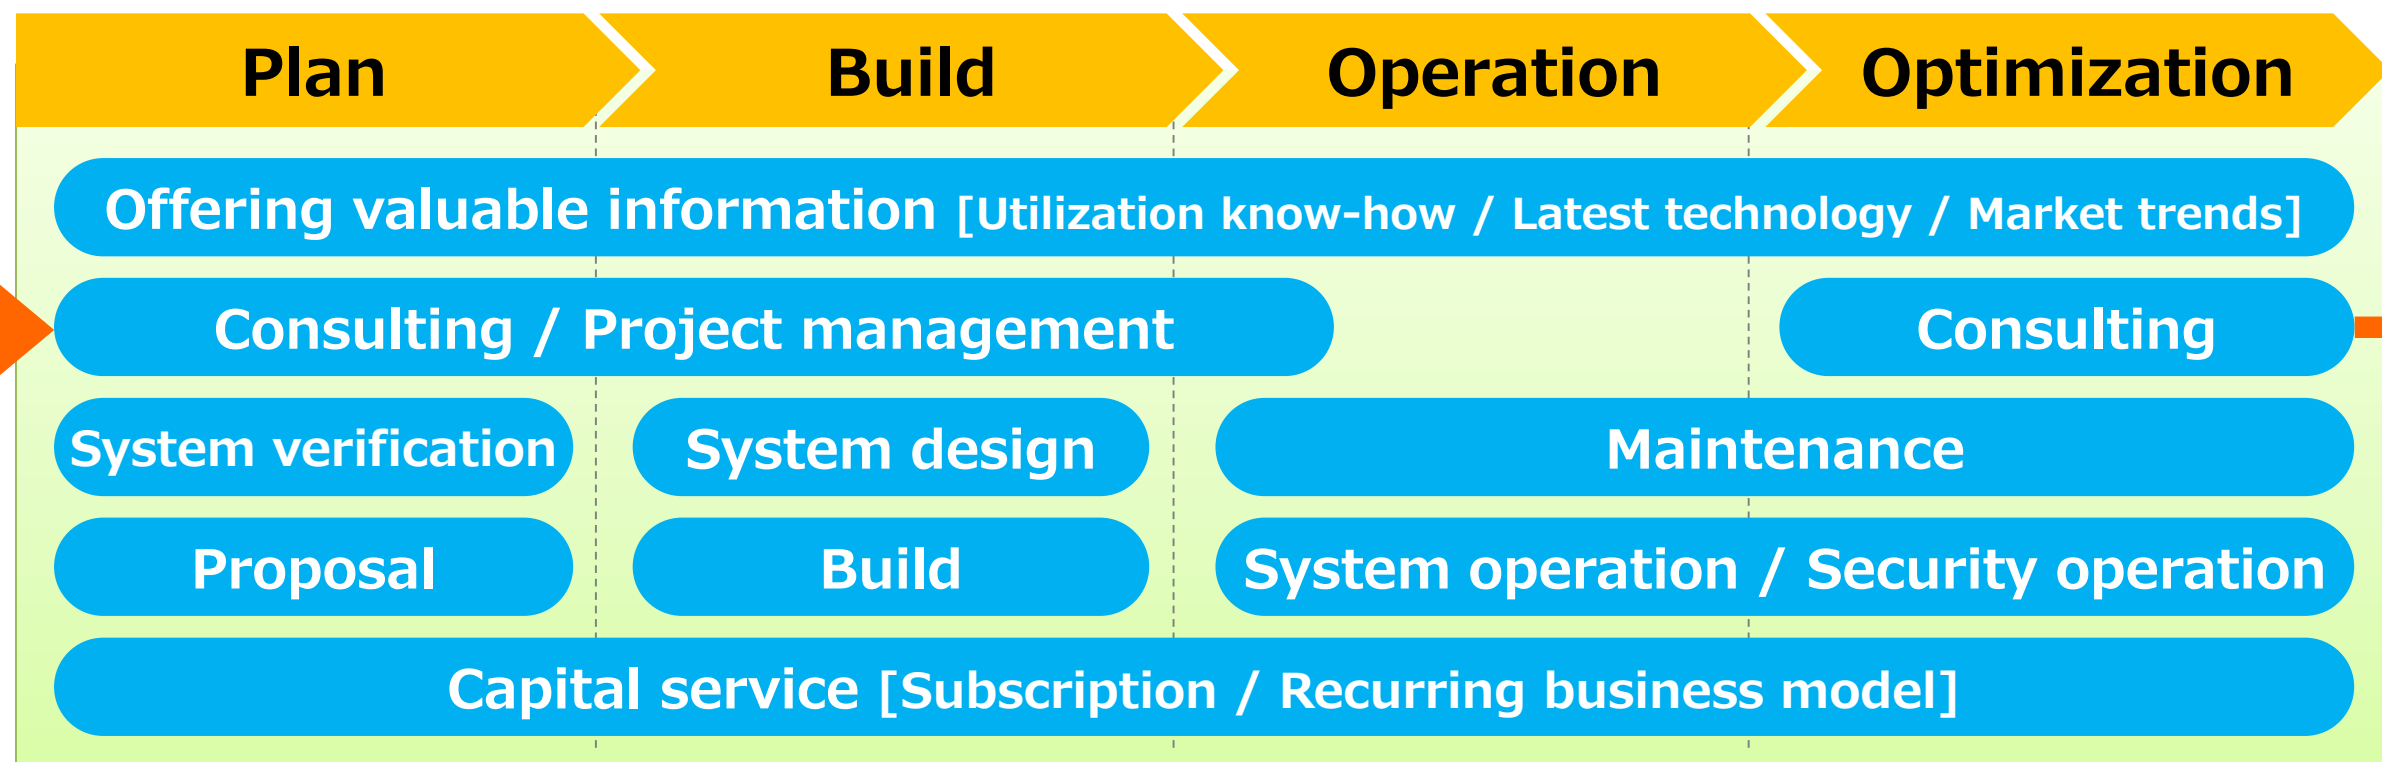 Plan
Build
Operation
Optimization
Offering valuable information [Utilization know-how / Latest technology / Market trends]
Consulting / Project management
Consulting
System verification
System design
Maintenance
Proposal
Build
System operation / Security operation
Capital service [Subscription / Recurring business model]